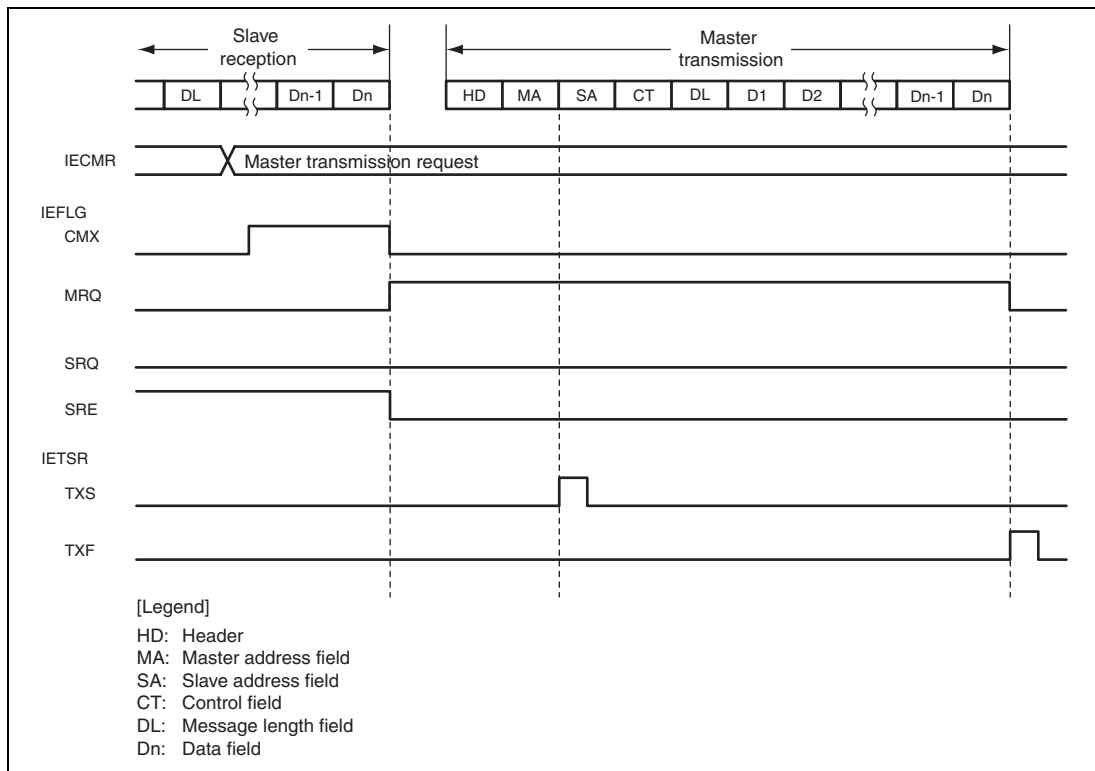 Slave
reception
Master
transmission
DL Dn-1 Dn HD MA SA CT DL D1 D2 Dn-1 Dn
IECMR Master transmission request
IEFLG
CMX
MRQ
SRQ
SRE
IETSR
TXS
TXF
[Legend]
HD: Header
MA: Master address field
SA: Slave address field
CT: Control field
DL: Message length field
Dn: Data field